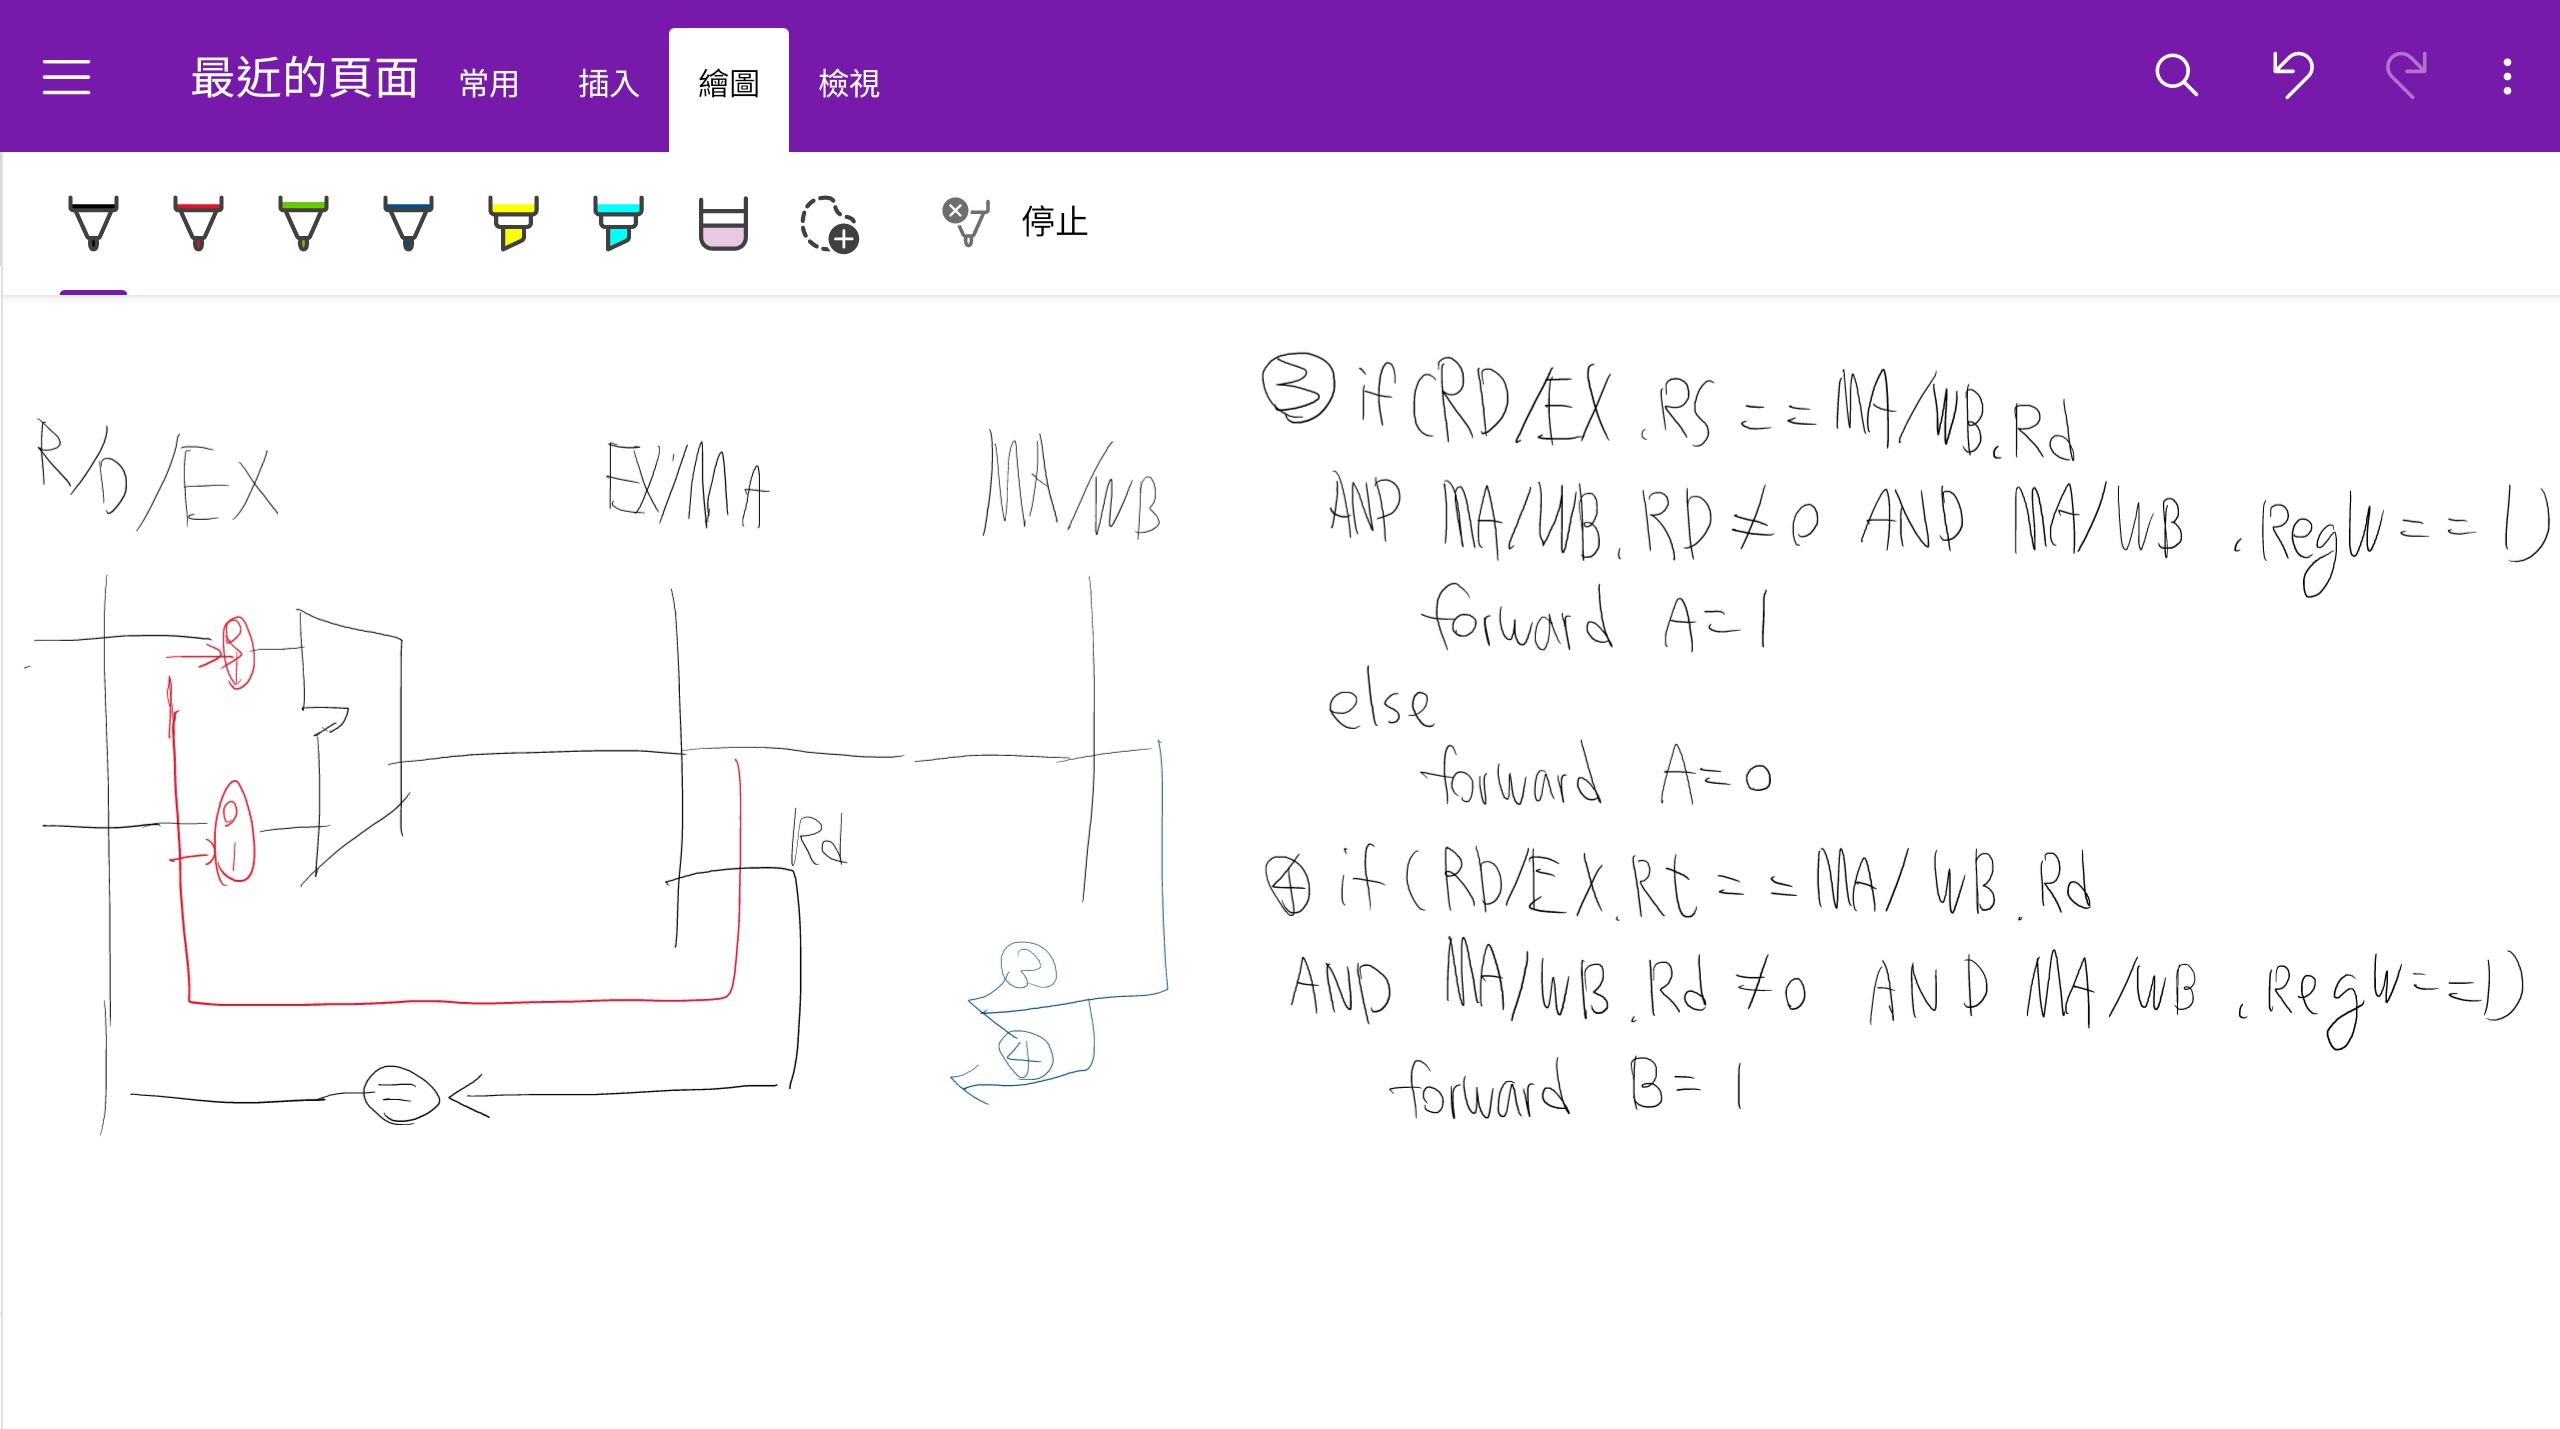 最近的頁面 常用 插入 繪圖 檢視
停止
R/D/EX EX/MA MA/WB
0
1
0
1
Rd
2
4
=
③ if (RD/EX.RS == MA/WB.Rd
AND MA/WB.RD ≠ 0 AND MA/WB.RegW == 1)
forward A=1
else
forward A=0
④ if (RD/EX.Rt == MA/WB.Rd
AND MA/WB.Rd ≠ 0 AND MA/WB.RegW == 1)
forward B=1